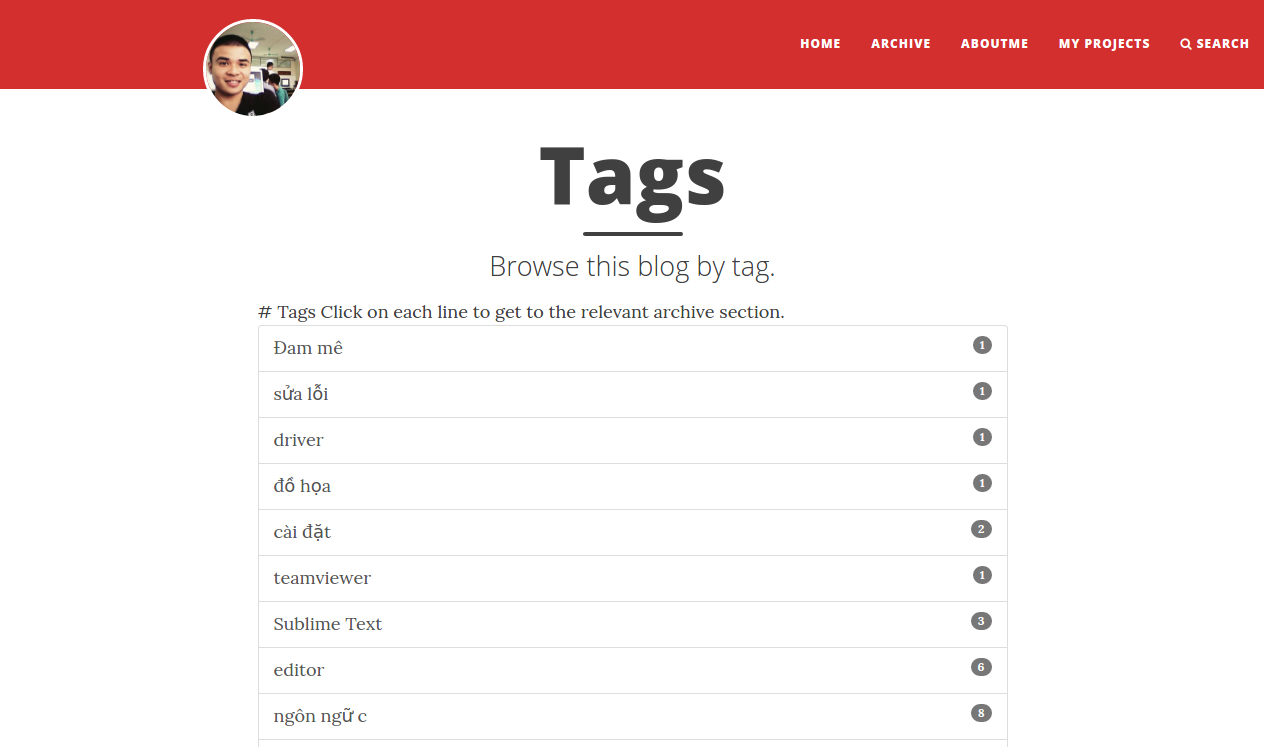 HOME ARCHIVE ABOUTME MY PROJECTS SEARCH
Tags
Browse this blog by tag.
# Tags Click on each line to get to the relevant archive section.
Đam mê 1
sửa lỗi 1
driver 1
đồ họa 1
cài đặt 2
teamviewer 1
Sublime Text 3
editor 6
ngôn ngữ c 8